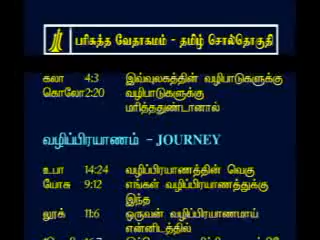 பரிசுத்த வேதாகமம் - தமிழ் சொல்தொகுதி
கலா 4:3 இவ்வுலகத்தின் வழிபாடுகளுக்கு
கொலோ2:20 வழிபாடுகளுக்கு
மரித்ததுண்டானால்
வழிப்பிரயாணம் - JOURNEY
உபா 14:24 வழிப்பிரயாணத்தின் வெகு
யோசு 9:12 எங்கள் வழிப்பிரயாணத்துக்கு
இந்த
லூக் 11:6 ஒருவன் வழிப்பிரயாணமாய்
என்னிடத்தில்